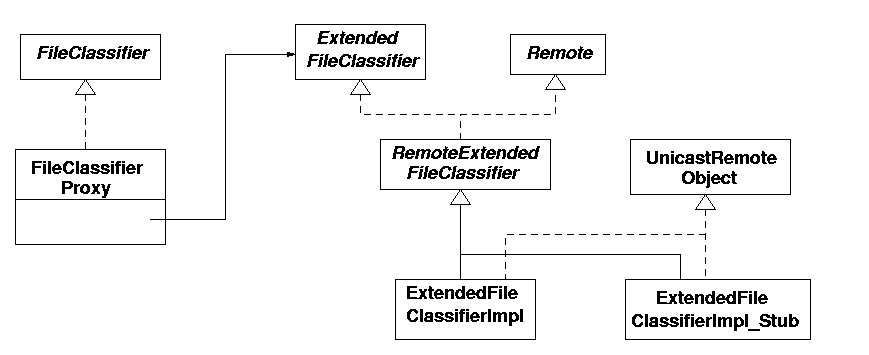 FileClassifier
Extended
FileClassifier
Remote
FileClassifier
Proxy
RemoteExtended
FileClassifier
UnicastRemote
Object
ExtendedFile
ClassifierImpl
ExtendedFile
ClassifierImpl_Stub